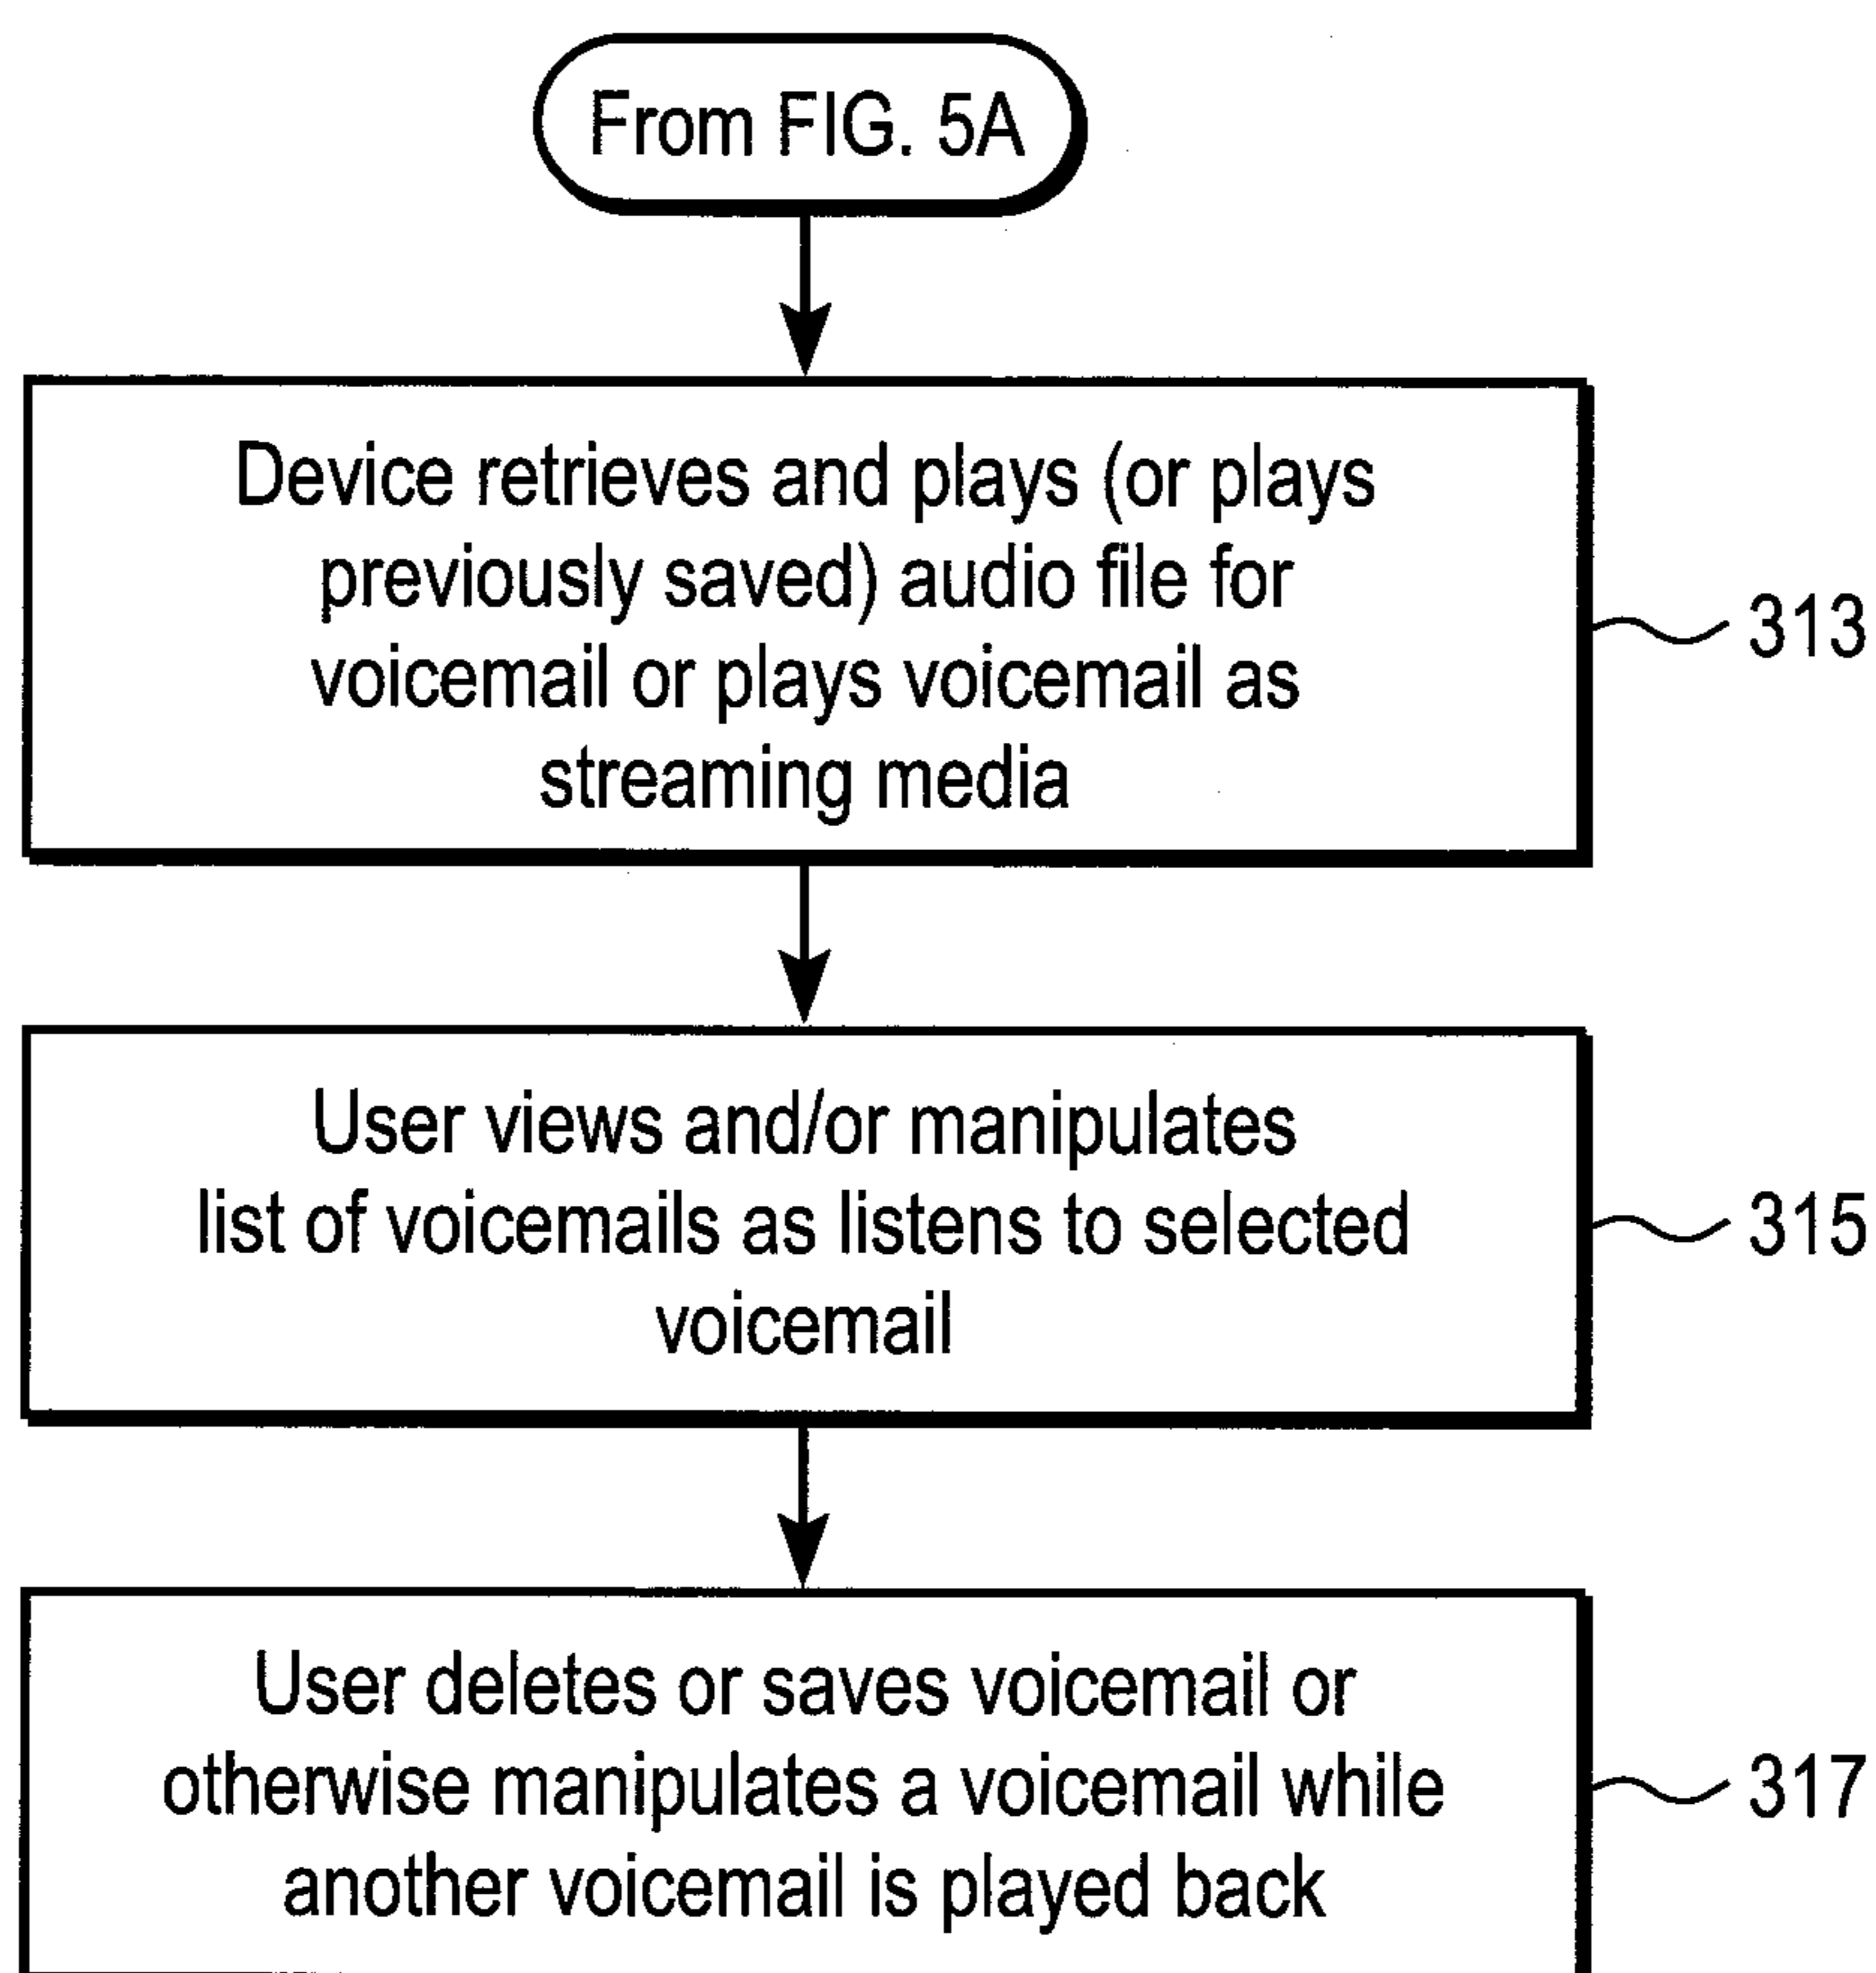 From FIG. 5A
Device retrieves and plays (or plays
previously saved) audio file for
voicemail or plays voicemail as
streaming media
313
User views and/or manipulates
list of voicemails as listens to selected
voicemail
315
User deletes or saves voicemail or
otherwise manipulates a voicemail while
another voicemail is played back
317